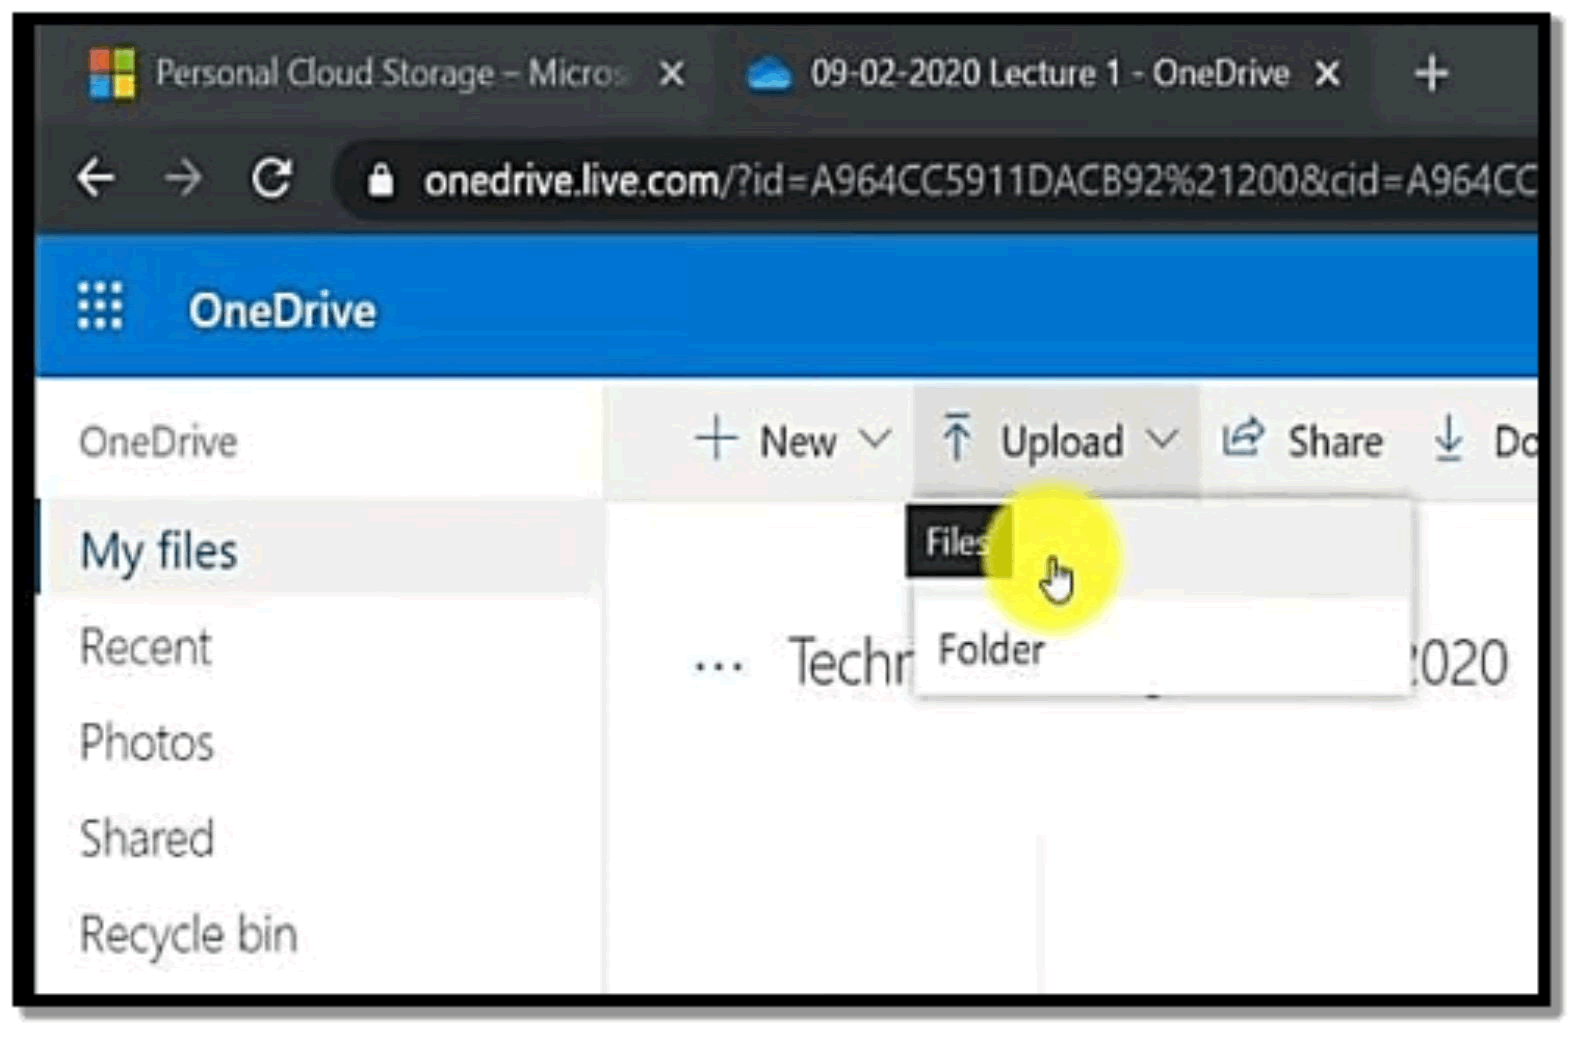 Personal Cloud Storage – Micros
09-02-2020 Lecture 1 - OneDrive
onedrive.live.com/?id=A964CC5911DACB92%21200&cid=A964CC
OneDrive
OneDrive
New
Upload
Share
Do
My files
Files
Recent
Folder
Techn
2020
Photos
Shared
Recycle bin